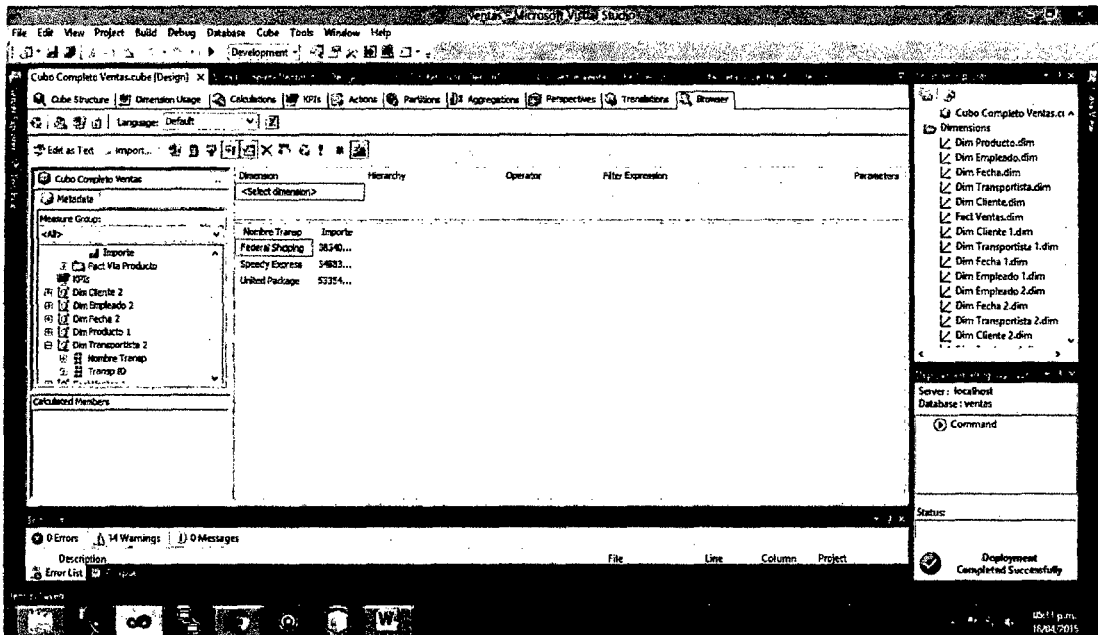 Ventas - Microsoft Visual Studio
File Edit View Project Build Debug Database Cube Tools Window Help
Development
Cubo Completo Ventas.cube [Design] X
Cube Structure Dimension Usage Calculations KPIs Actions Partitions Aggregations Perspectives Translations Browser
Language: Default
Edit as Text Import...
Cubo Completo Ventas
Metadata
Measure Group:
<All>
Importe
Fact Via Producto
KPIs
Dim Cliente 2
Dim Empleado 2
Dim Fecha 2
Dim Producto 1
Dim Transportista 2
Nombre Transp
Transp ID
Calculated Members
Dimension Hierarchy Operator Filter Expression Parameters
<Select dimension>
Nombre Transp Importe
Federal Shipping 38340...
Speedy Express 54983...
United Package 53354...
Cubo Completo Ventas.cu
Dimensions
Dim Producto.dim
Dim Empleado.dim
Dim Fecha.dim
Dim Transportista.dim
Dim Cliente.dim
Fact Ventas.dim
Dim Cliente 1.dim
Dim Transportista 1.dim
Dim Fecha 1.dim
Dim Empleado 1.dim
Dim Empleado 2.dim
Dim Fecha 2.dim
Dim Transportista 2.dim
Dim Cliente 2.dim
Server: localhost
Database: ventas
Command
Status:
Deployment
Completed Successfully
0 Errors 14 Warnings 0 Messages
Description File Line Column Project
Error List
05:11 p.m.
16/04/2015